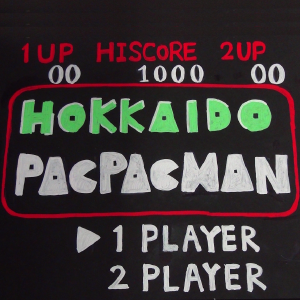 1UP HISCORE 2UP
00 1000 00
HOKKAIDO
PACPACMAN
▶ 1 PLAYER
2 PLAYER